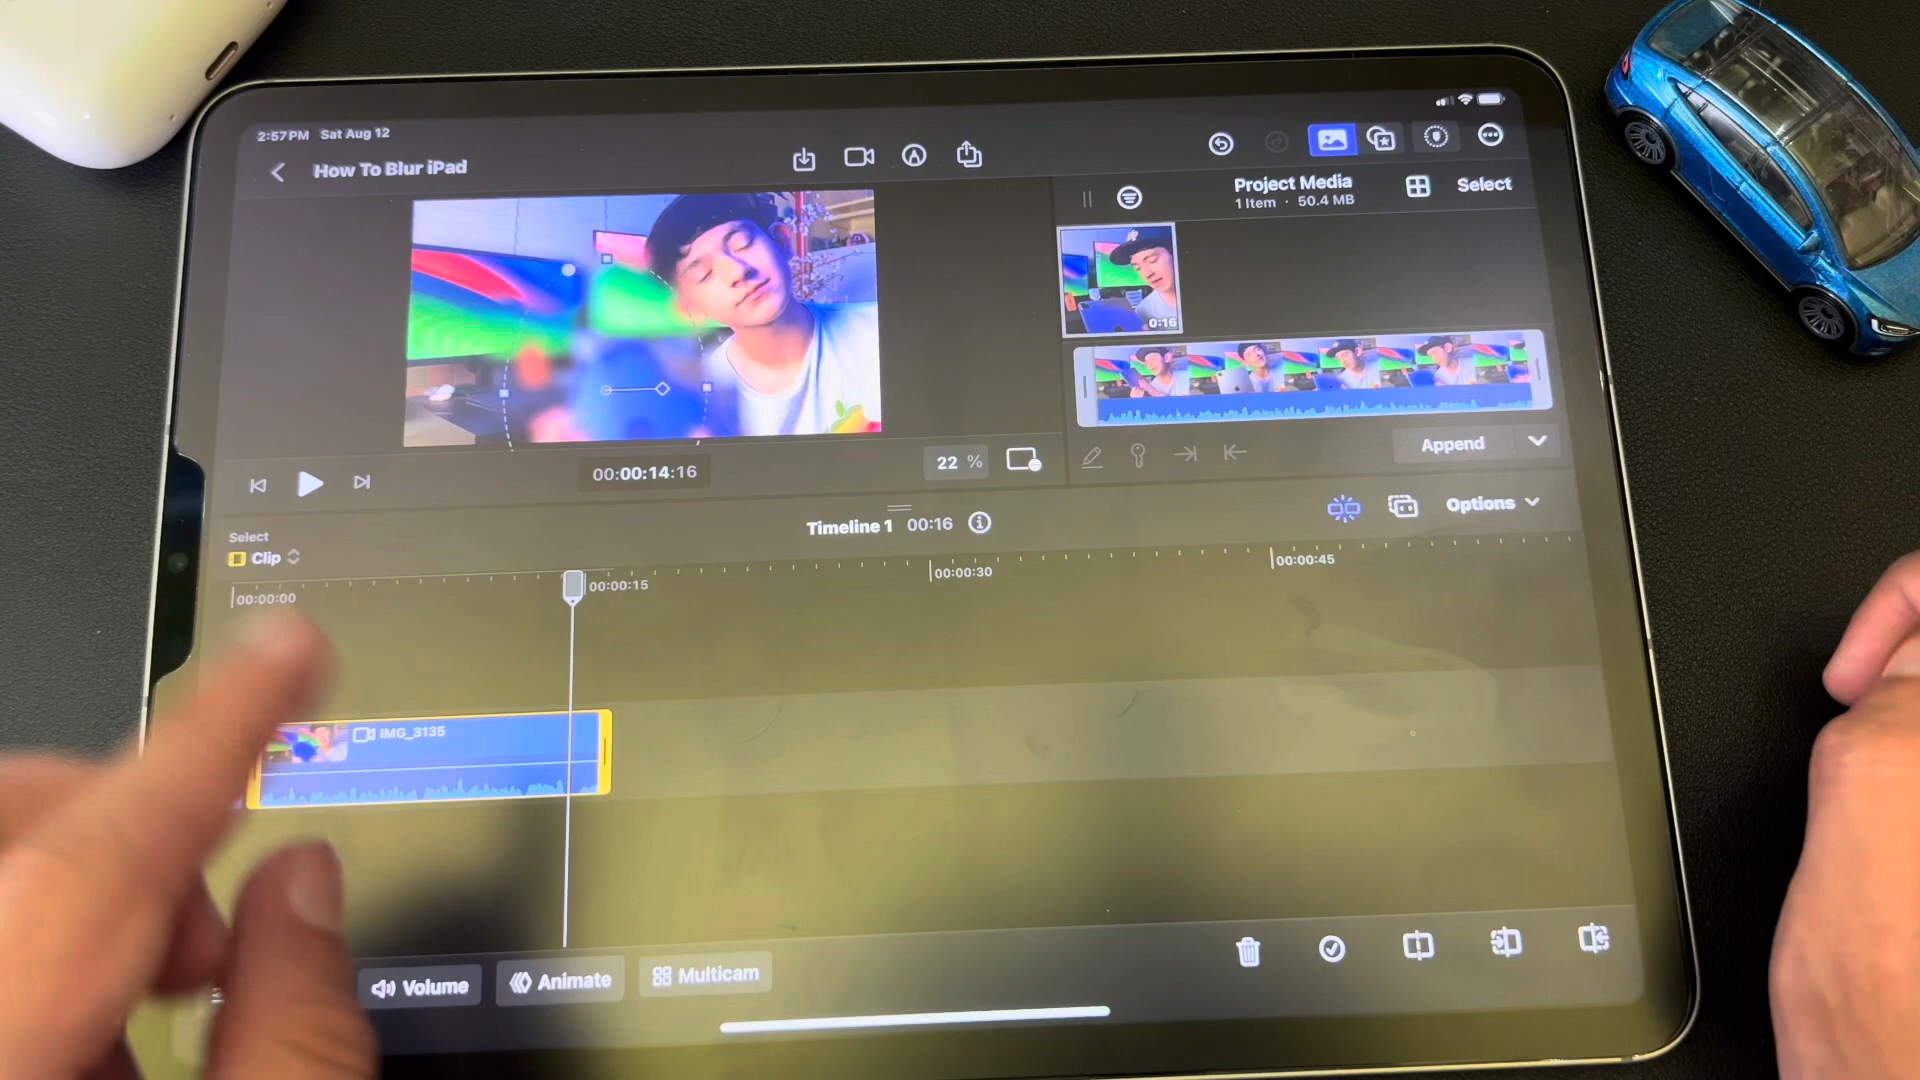 2:57 PM Sat Aug 12
How To Blur iPad
Project Media
1 Item · 50.4 MB
Select
0:16
00:00:14:16
22 %
Append
Select
Clip
Timeline 1 00:16
Options
00:00:00
00:00:15
00:00:30
00:00:45
IMG_3135
Volume
Animate
Multicam